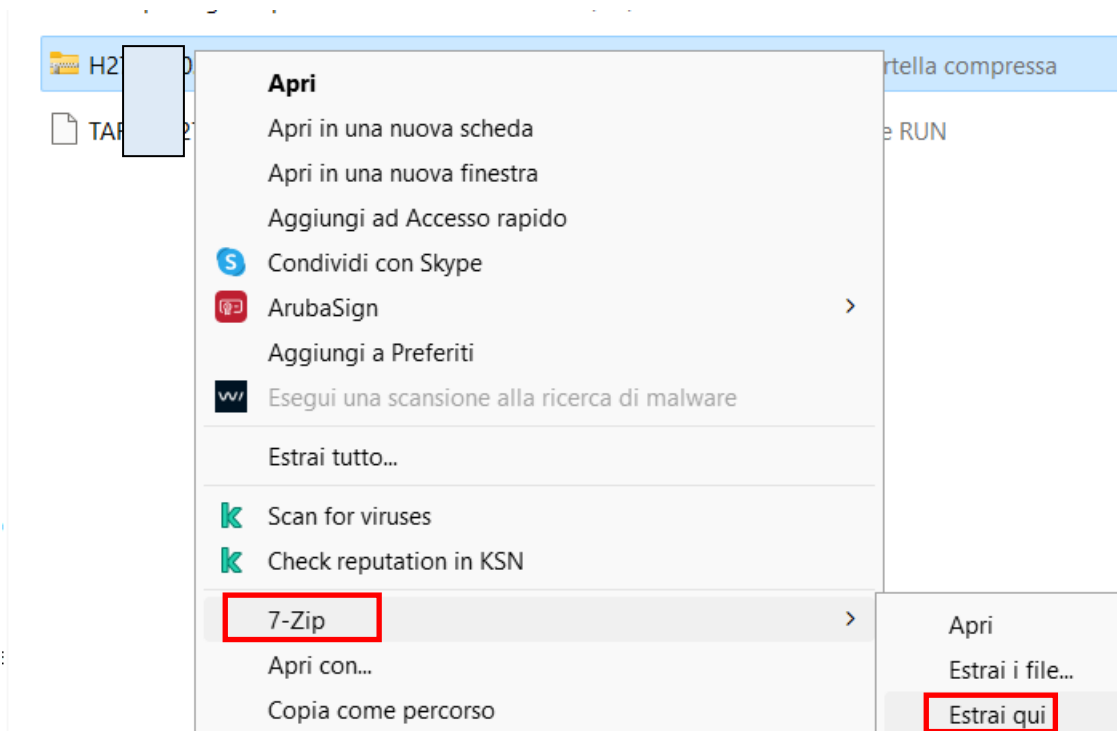 H2
rtella compressa
TAR
e RUN
Apri
Apri in una nuova scheda
Apri in una nuova finestra
Aggiungi ad Accesso rapido
Condividi con Skype
ArubaSign
Aggiungi a Preferiti
Esegui una scansione alla ricerca di malware
Estrai tutto...
Scan for viruses
Check reputation in KSN
7-Zip
Apri con...
Copia come percorso
Apri
Estrai i file...
Estrai qui